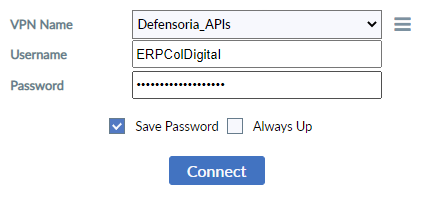 VPN Name Defensoria_APIs
Username ERPColDigital
Password •••••••••••••••••••
Save Password Always Up
Connect